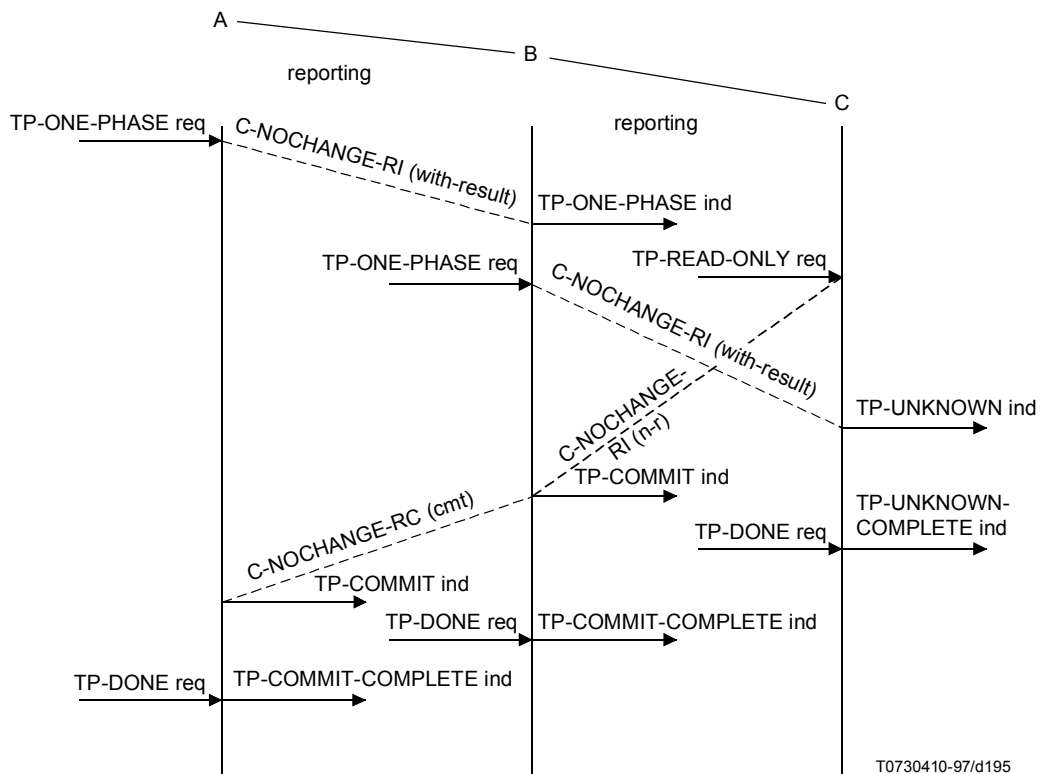 A
B
reporting
C
TP-ONE-PHASE req
reporting
C-NOCHANGE-RI (with-result)
TP-ONE-PHASE ind
TP-ONE-PHASE req
TP-READ-ONLY req
C-NOCHANGE-RI (with-result)
C-NOCHANGE-
RI (n-r)
TP-UNKNOWN ind
TP-COMMIT ind
C-NOCHANGE-RC (cmt)
TP-UNKNOWN-
COMPLETE ind
TP-DONE req
TP-COMMIT ind
TP-DONE req
TP-COMMIT-COMPLETE ind
TP-DONE req
TP-COMMIT-COMPLETE ind
T0730410-97/d195